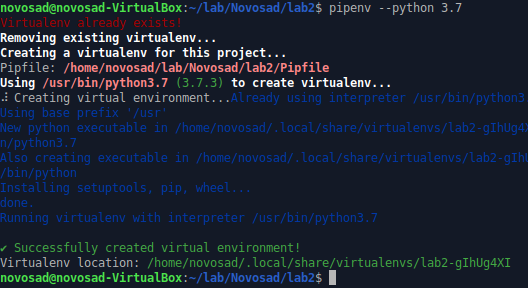 novosad@novosad-VirtualBox:~/lab/Novosad/lab2$ pipenv --python 3.7
Virtualenv already exists!
Removing existing virtualenv...
Creating a virtualenv for this project...
Pipfile: /home/novosad/lab/Novosad/lab2/Pipfile
Using /usr/bin/python3.7 (3.7.3) to create virtualenv...
⠼ Creating virtual environment...Already using interpreter /usr/bin/python3.
Using base prefix '/usr'
New python executable in /home/novosad/.local/share/virtualenvs/lab2-gIhUg4X
n/python3.7
Also creating executable in /home/novosad/.local/share/virtualenvs/lab2-gIhU
/bin/python
Installing setuptools, pip, wheel...
done.
Running virtualenv with interpreter /usr/bin/python3.7
✔ Successfully created virtual environment!
Virtualenv location: /home/novosad/.local/share/virtualenvs/lab2-gIhUg4XI
novosad@novosad-VirtualBox:~/lab/Novosad/lab2$